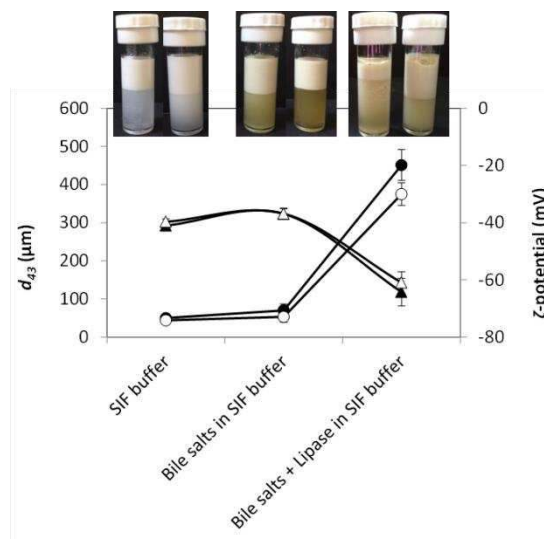 600
500
400
300
200
100
0
d43 (μm)
0
-20
-40
-60
-80
ζ-potential (mV)
SIF buffer
Bile salts in SIF buffer
Bile salts + Lipase in SIF buffer